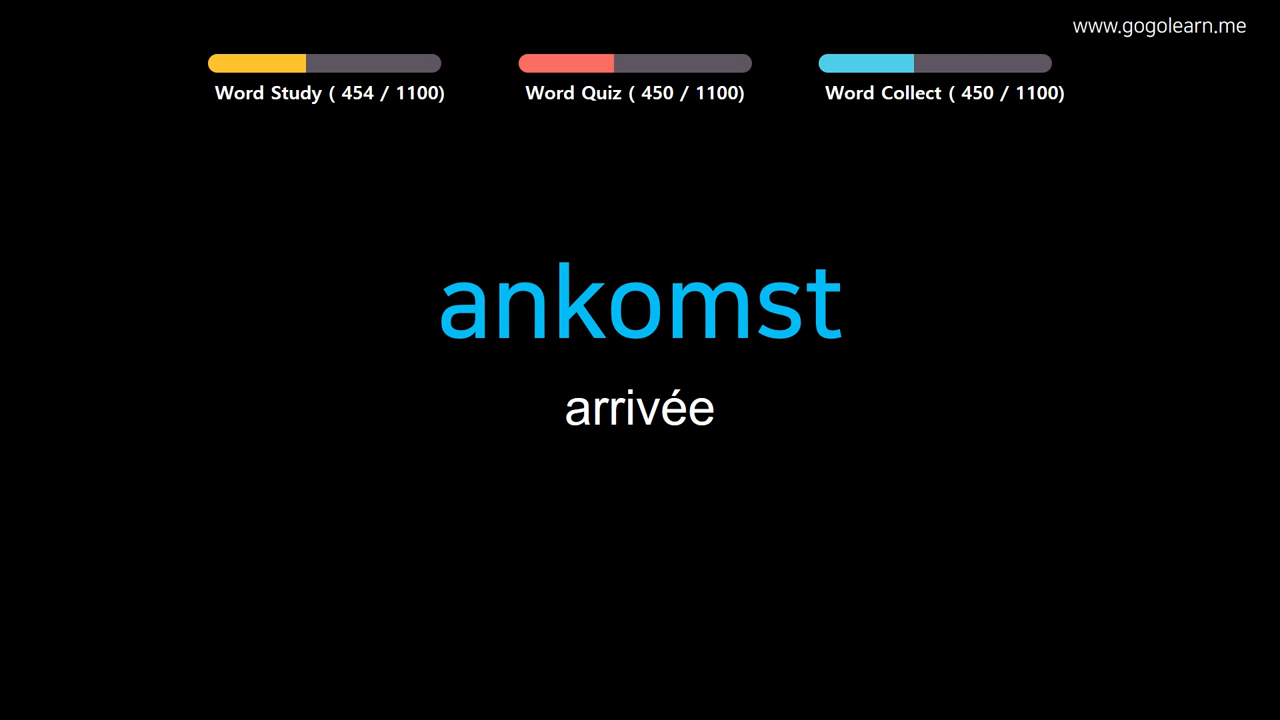 www.gogolearn.me
Word Study ( 454 / 1100)
Word Quiz ( 450 / 1100)
Word Collect ( 450 / 1100)
ankomst
arrivée